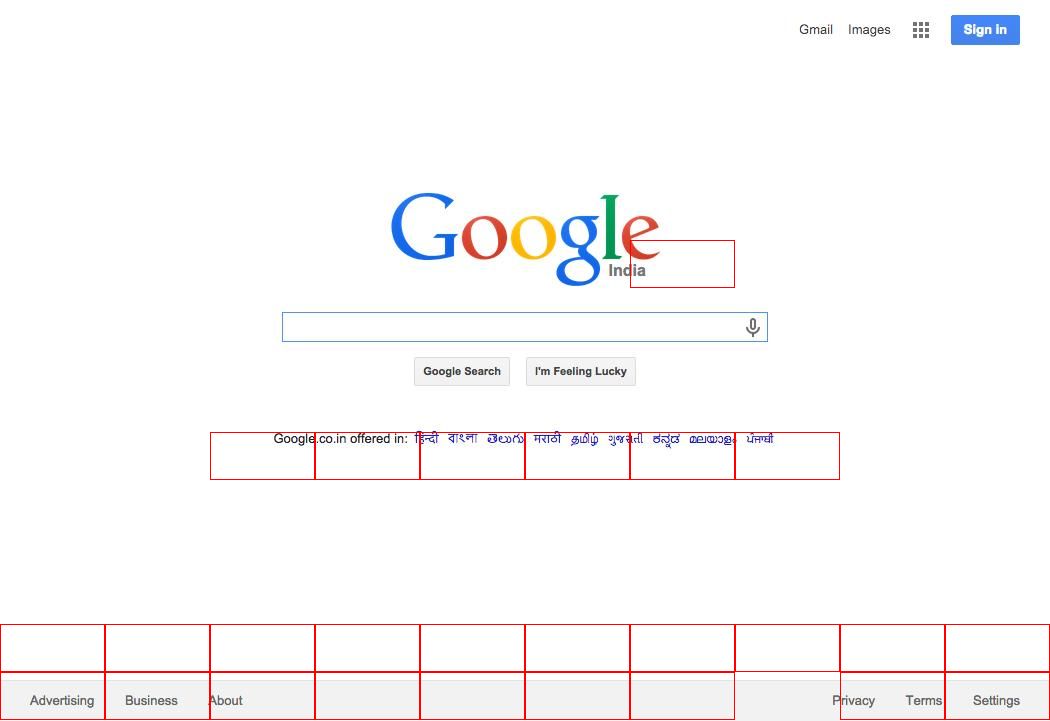 Gmail Images Sign in
Google
India
Google Search I'm Feeling Lucky
Google.co.in offered in: हिन्दी বাংলা తెలుగు मराठी தமிழ் ગુજરાતી ಕನ್ನಡ മലയാളം ਪੰਜਾਬੀ
Advertising Business About Privacy Terms Settings